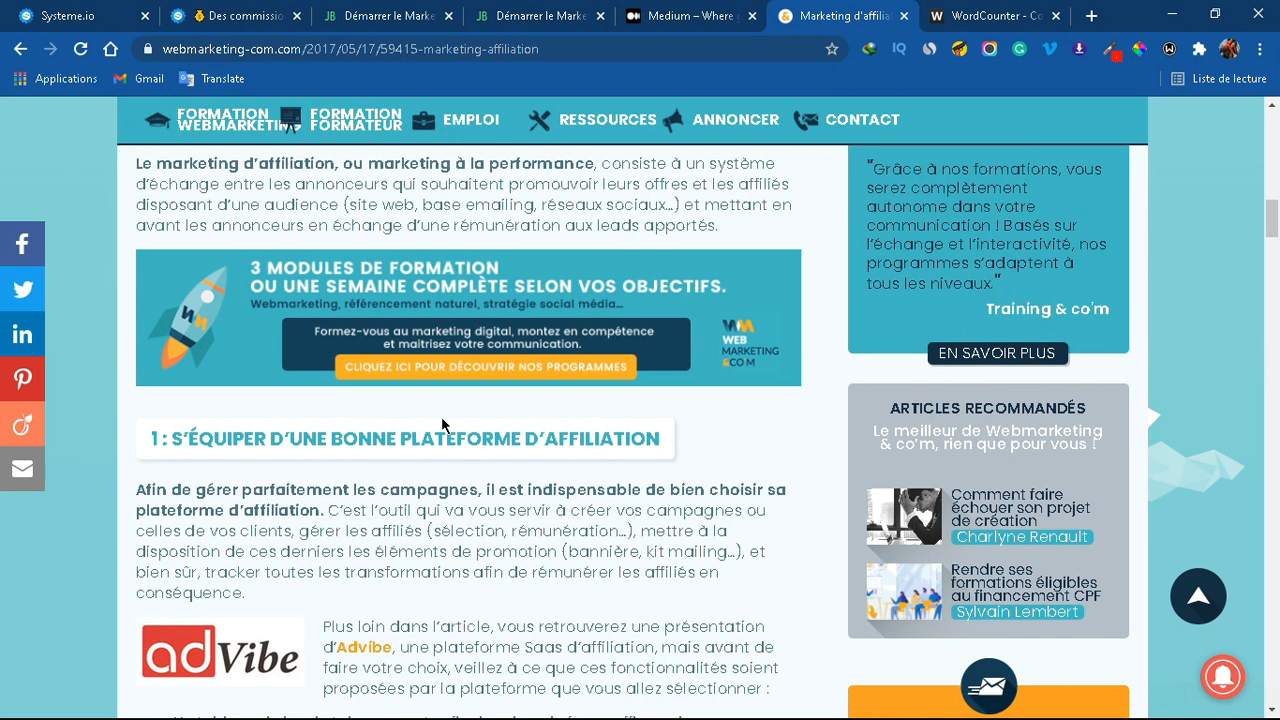 Systeme.io
Des commissio
Démarrer le Marke
Démarrer le Marke
Medium – Where g
Marketing d'affilia
WordCounter - Co
webmarketing-com.com/2017/05/17/59415-marketing-affiliation
Applications
Gmail
Translate
Liste de lecture
FORMATION WEBMARKETING
FORMATION FORMATEUR
EMPLOI
RESSOURCES
ANNONCER
CONTACT
Le marketing d'affiliation, ou marketing à la performance, consiste à un système
d'échange entre les annonceurs qui souhaitent promouvoir leurs offres et les affiliés
disposant d'une audience (site web, base emailing, réseaux sociaux…) et mettant en
avant les annonceurs en échange d'une rémunération aux leads apportés.
3 MODULES DE FORMATION
OU UNE SEMAINE COMPLÈTE SELON VOS OBJECTIFS.
Webmarketing, référencement naturel, stratégie social média...
Formez-vous au marketing digital, montez en compétence
et maitrisez votre communication.
CLIQUEZ ICI POUR DÉCOUVRIR NOS PROGRAMMES
WEB
MARKETING
&CO'M
1 : S'ÉQUIPER D'UNE BONNE PLATEFORME D'AFFILIATION
Afin de gérer parfaitement les campagnes, il est indispensable de bien choisir sa
plateforme d'affiliation. C'est l'outil qui va vous servir à créer vos campagnes ou
celles de vos clients, gérer les affiliés (sélection, rémunération…), mettre à la
disposition de ces derniers les éléments de promotion (bannière, kit mailing…), et
bien sûr, tracker toutes les transformations afin de rémunérer les affiliés en
conséquence.
adVibe
Plus loin dans l'article, vous retrouverez une présentation
d'Advibe, une plateforme Saas d'affiliation, mais avant de
faire votre choix, veillez à ce que ces fonctionnalités soient
proposées par la plateforme que vous allez sélectionner :
"Grâce à nos formations, vous
serez complètement
autonome dans votre
communication ! Basés sur
l'échange et l'interactivité, nos
programmes s'adaptent à
tous les niveaux."
Training & co'm
EN SAVOIR PLUS
ARTICLES RECOMMANDÉS
Le meilleur de Webmarketing
& co'm, rien que pour vous !
Comment faire
échouer son projet
de création
Charlyne Renault
Rendre ses
formations éligibles
au financement CPF
Sylvain Lembert